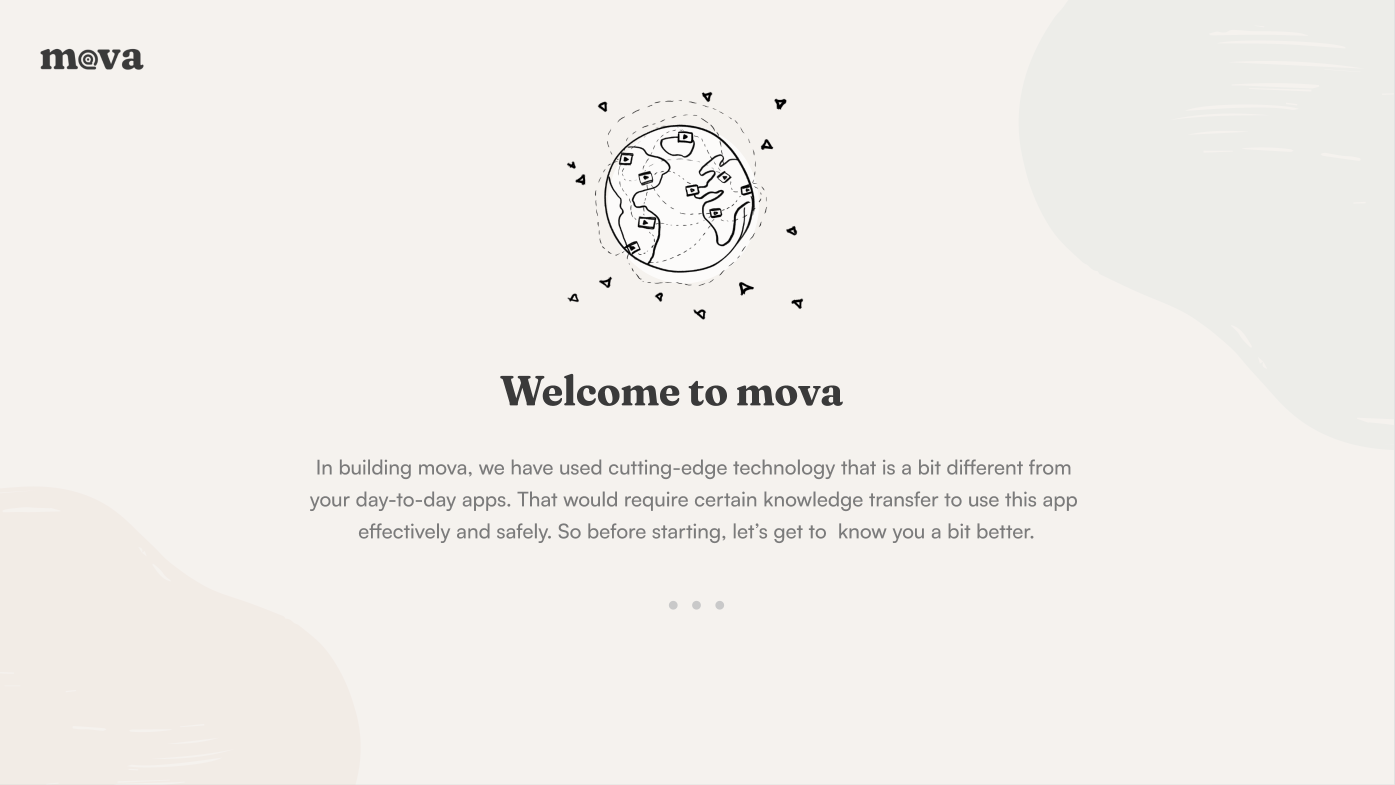 mova
Welcome to mova
In building mova, we have used cutting-edge technology that is a bit different from
your day-to-day apps. That would require certain knowledge transfer to use this app
effectively and safely. So before starting, let’s get to  know you a bit better.